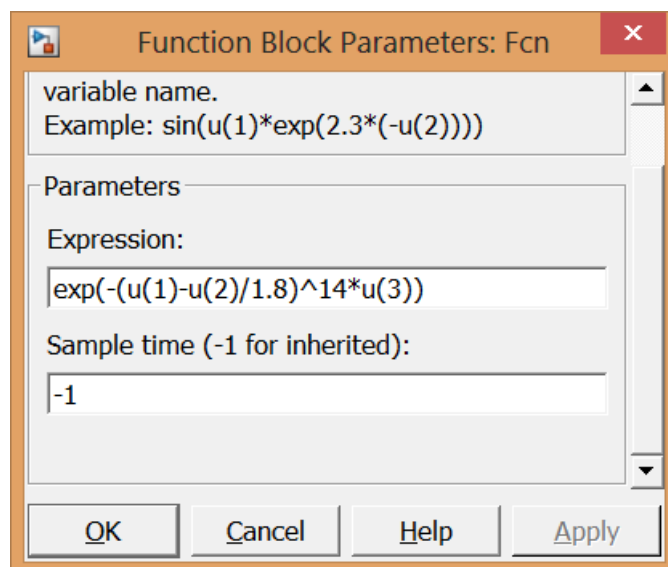 Function Block Parameters: Fcn
variable name.
Example: sin(u(1)*exp(2.3*(-u(2))))
Parameters
Expression:
exp(-(u(1)-u(2)/1.8)^14*u(3))
Sample time (-1 for inherited):
-1
OK Cancel Help Apply